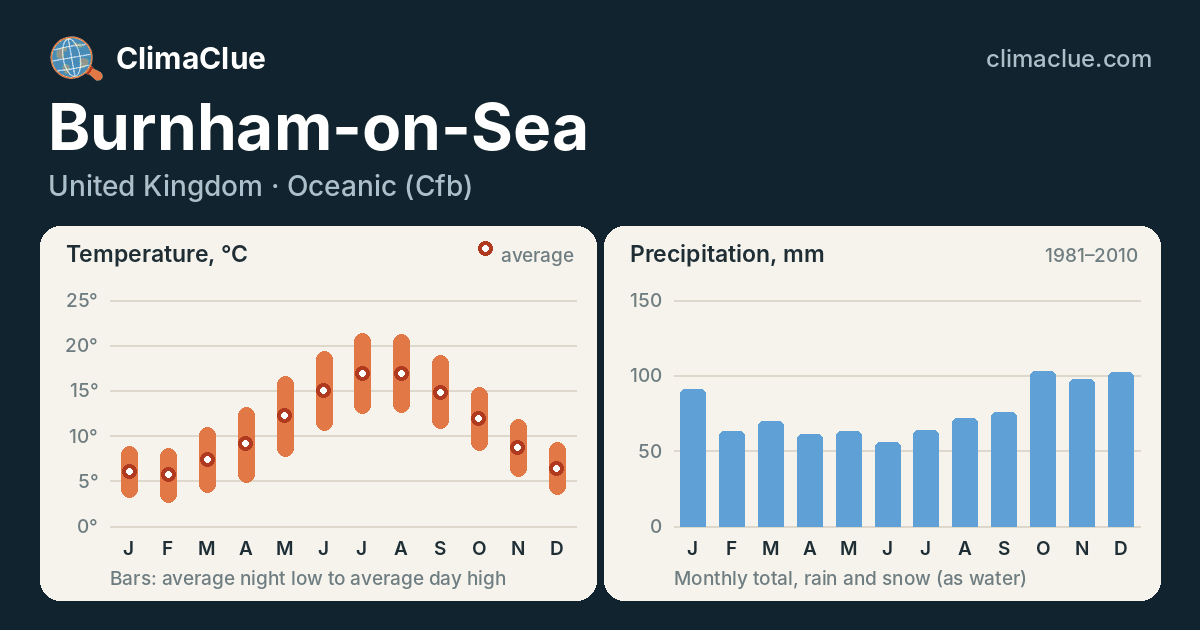 ClimaClue
climaclue.com
Burnham-on-Sea
United Kingdom · Oceanic (Cfb)
Temperature, °C
average
25°
20°
15°
10°
5°
0°
J F M A M J J A S O N D
Bars: average night low to average day high
Precipitation, mm
1981–2010
150
100
50
0
J F M A M J J A S O N D
Monthly total, rain and snow (as water)